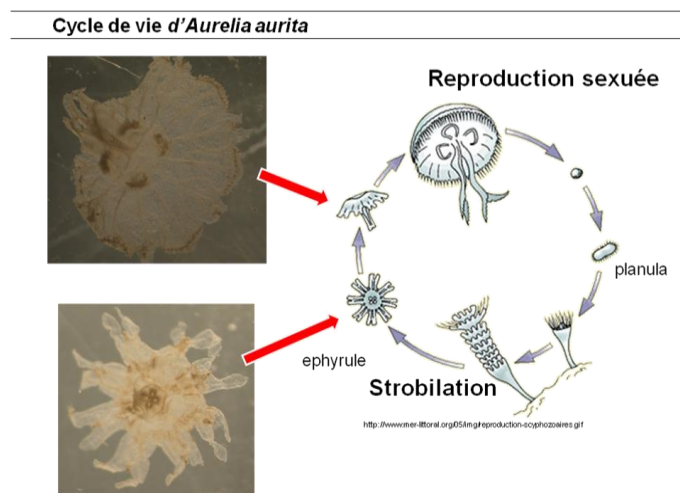 Cycle de vie d'Aurelia aurita
Reproduction sexuée
planula
ephyrule
Strobilation
http://www.mer-littoral.org/05/img/reproduction-scyphozoaires.gif